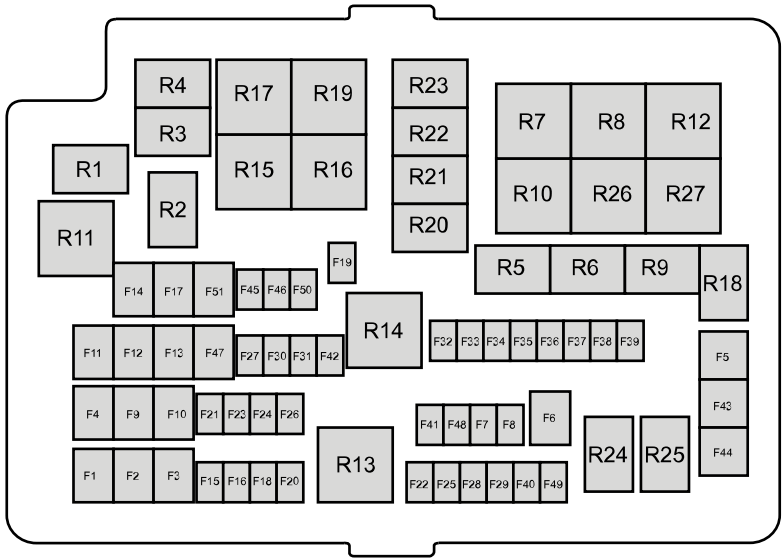 R4 R17 R19 R23
R7 R8 R12
R3 R22
R1 R15 R16 R21
R10 R26 R27
R2 R20
R11
F19 R5 R6 R9 R18
F14 F17 F51 F45 F46 F50
R14 F32 F33 F34 F35 F36 F37 F38 F39
F11 F12 F13 F47 F27 F30 F31 F42 F5
F4 F9 F10 F21 F23 F24 F26 F41 F48 F7 F8 F6 F43
R13 R24 R25 F44
F1 F2 F3 F15 F16 F18 F20 F22 F25 F28 F29 F40 F49